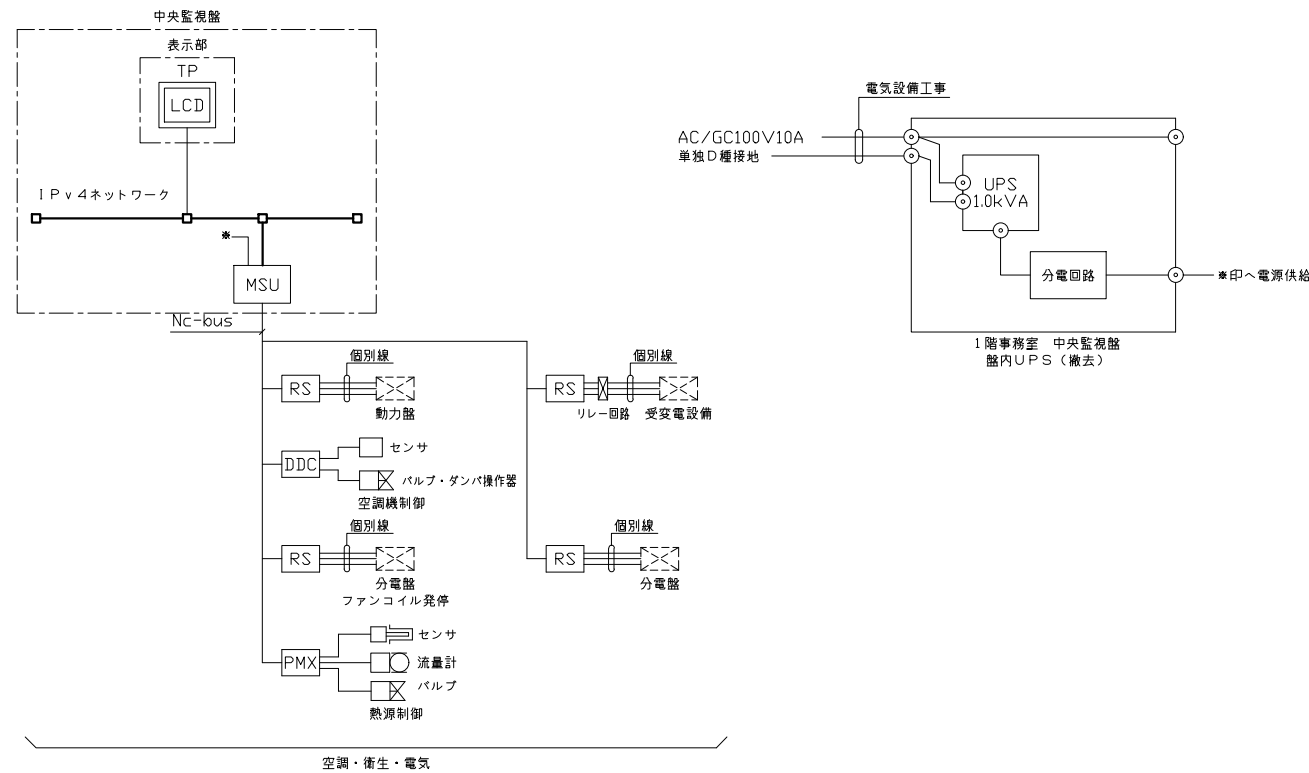 中央監視盤
表示部
TP
LCD
IPv4ネットワーク
※
MSU
Nc-bus
個別線
RS
動力盤
DDC
センサ
バルブ・ダンパ操作器
空調機制御
個別線
RS
分電盤
ファンコイル発停
PMX
センサ
流量計
バルブ
熱源制御
個別線
RS
リレー回路
受変電設備
個別線
RS
分電盤
空調・衛生・電気
電気設備工事
AC/GC100V10A
単独D種接地
UPS
1.0kVA
分電回路
※印へ電源供給
1階事務室 中央監視盤
盤内UPS(撤去)